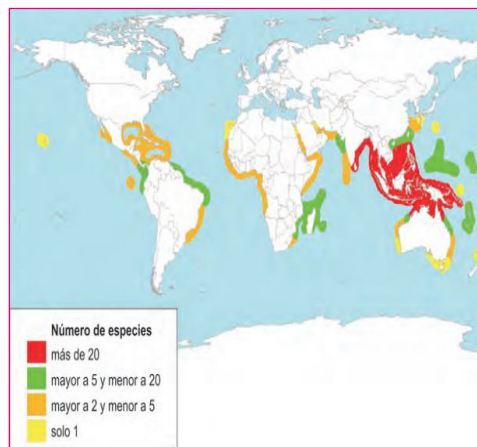 Número de especies
más de 20
mayor a 5 y menor a 20
mayor a 2 y menor a 5
solo 1